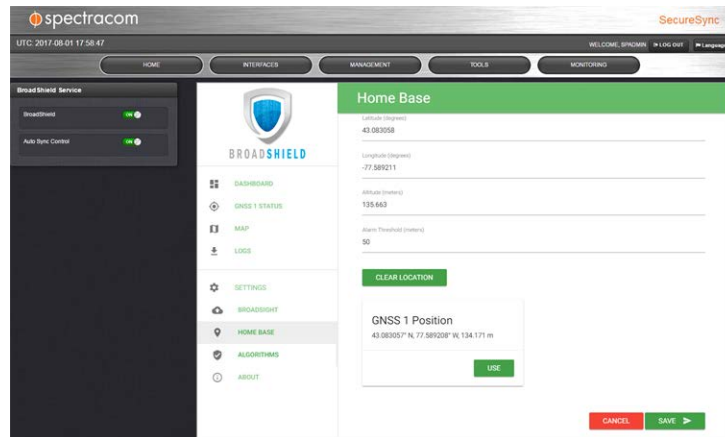 spectracom
SecureSync
UTC: 2017-08-01 17:58:47
WELCOME, SPADMIN
LOG OUT
Language
HOME
INTERFACES
MANAGEMENT
TOOLS
MONITORING
BroadShield Service
BroadShield
ON
Auto Sync Control
ON
BROADSHIELD
DASHBOARD
GNSS 1 STATUS
MAP
LOGS
SETTINGS
BROADSIGHT
HOME BASE
ALGORITHMS
ABOUT
Home Base
Latitude (degrees)
43.083058
Longitude (degrees)
-77.589211
Altitude (meters)
135.663
Alarm Threshold (meters)
50
CLEAR LOCATION
GNSS 1 Position
43.083057° N, 77.589208° W, 134.171 m
USE
CANCEL
SAVE